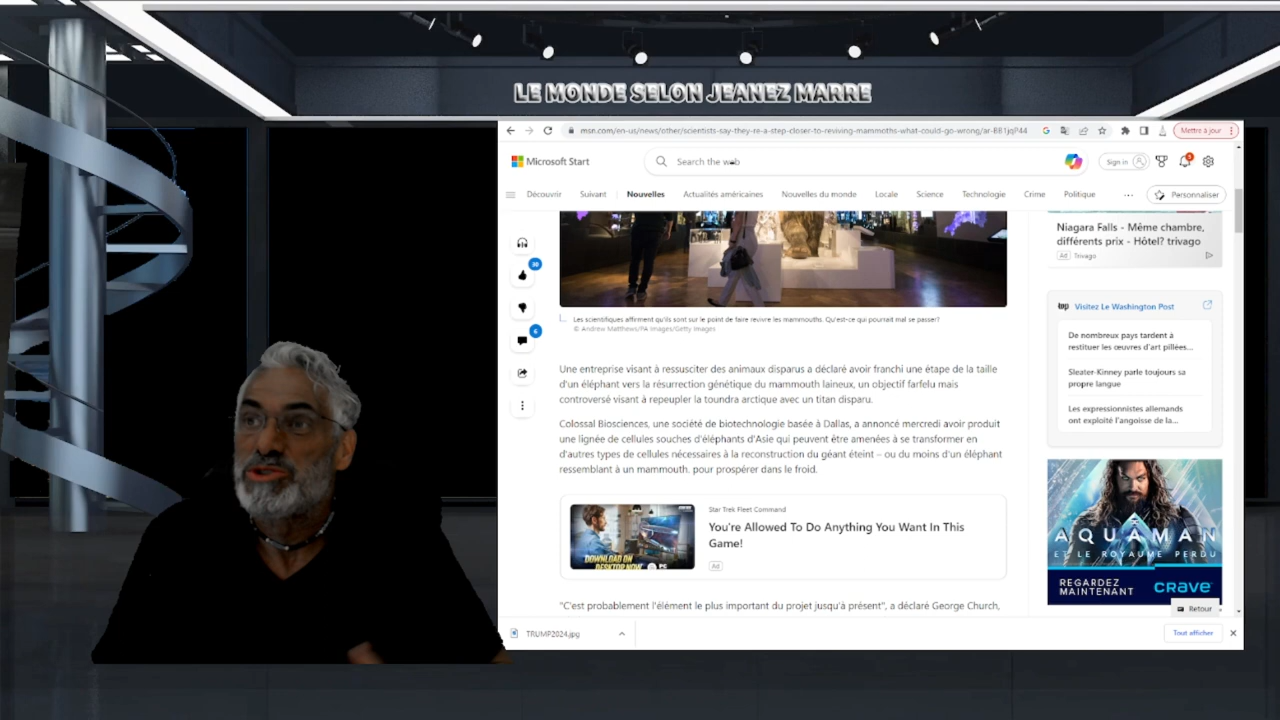 LE MONDE SELON JEANEZ MARRE
msn.com/en-us/news/other/scientists-say-they-re-a-step-closer-to-reviving-mammoths-what-could-go-wrong/ar-BB1jqP44
Mettre à jour
Microsoft Start
Search the web
Sign in
Découvrir
Suivant
Nouvelles
Actualités américaines
Nouvelles du monde
Locale
Science
Technologie
Crime
Politique
Personnaliser
30
6
Les scientifiques affirment qu'ils sont sur le point de faire revivre les mammouths. Qu'est-ce qui pourrait mal se passer?
© Andrew Matthews/PA Images/Getty Images
Une entreprise visant à ressusciter des animaux disparus a déclaré avoir franchi une étape de la taille
d'un éléphant vers la résurrection génétique du mammouth laineux, un objectif farfelu mais
controversé visant à repeupler la toundra arctique avec un titan disparu.
Colossal Biosciences, une société de biotechnologie basée à Dallas, a annoncé mercredi avoir produit
une lignée de cellules souches d'éléphants d'Asie qui peuvent être amenées à se transformer en
d'autres types de cellules nécessaires à la reconstruction du géant éteint – ou du moins d'un éléphant
ressemblant à un mammouth. pour prospérer dans le froid.
Star Trek Fleet Command
You're Allowed To Do Anything You Want In This
Game!
Ad
DOWNLOAD ON
DESKTOP NOW
PC
"C'est probablement l'élément le plus important du projet jusqu'à présent", a déclaré George Church,
Niagara Falls - Même chambre,
différents prix - Hôtel? trivago
Ad Trivago
Visitez Le Washington Post
De nombreux pays tardent à
restituer les œuvres d'art pillées...
Sleater-Kinney parle toujours sa
propre langue
Les expressionnistes allemands
ont exploité l'angoisse de la...
AQUAMAN
ET LE ROYAUME PERDU
REGARDEZ
MAINTENANT
CRAVE
Retour
TRUMP2024.jpg
Tout afficher